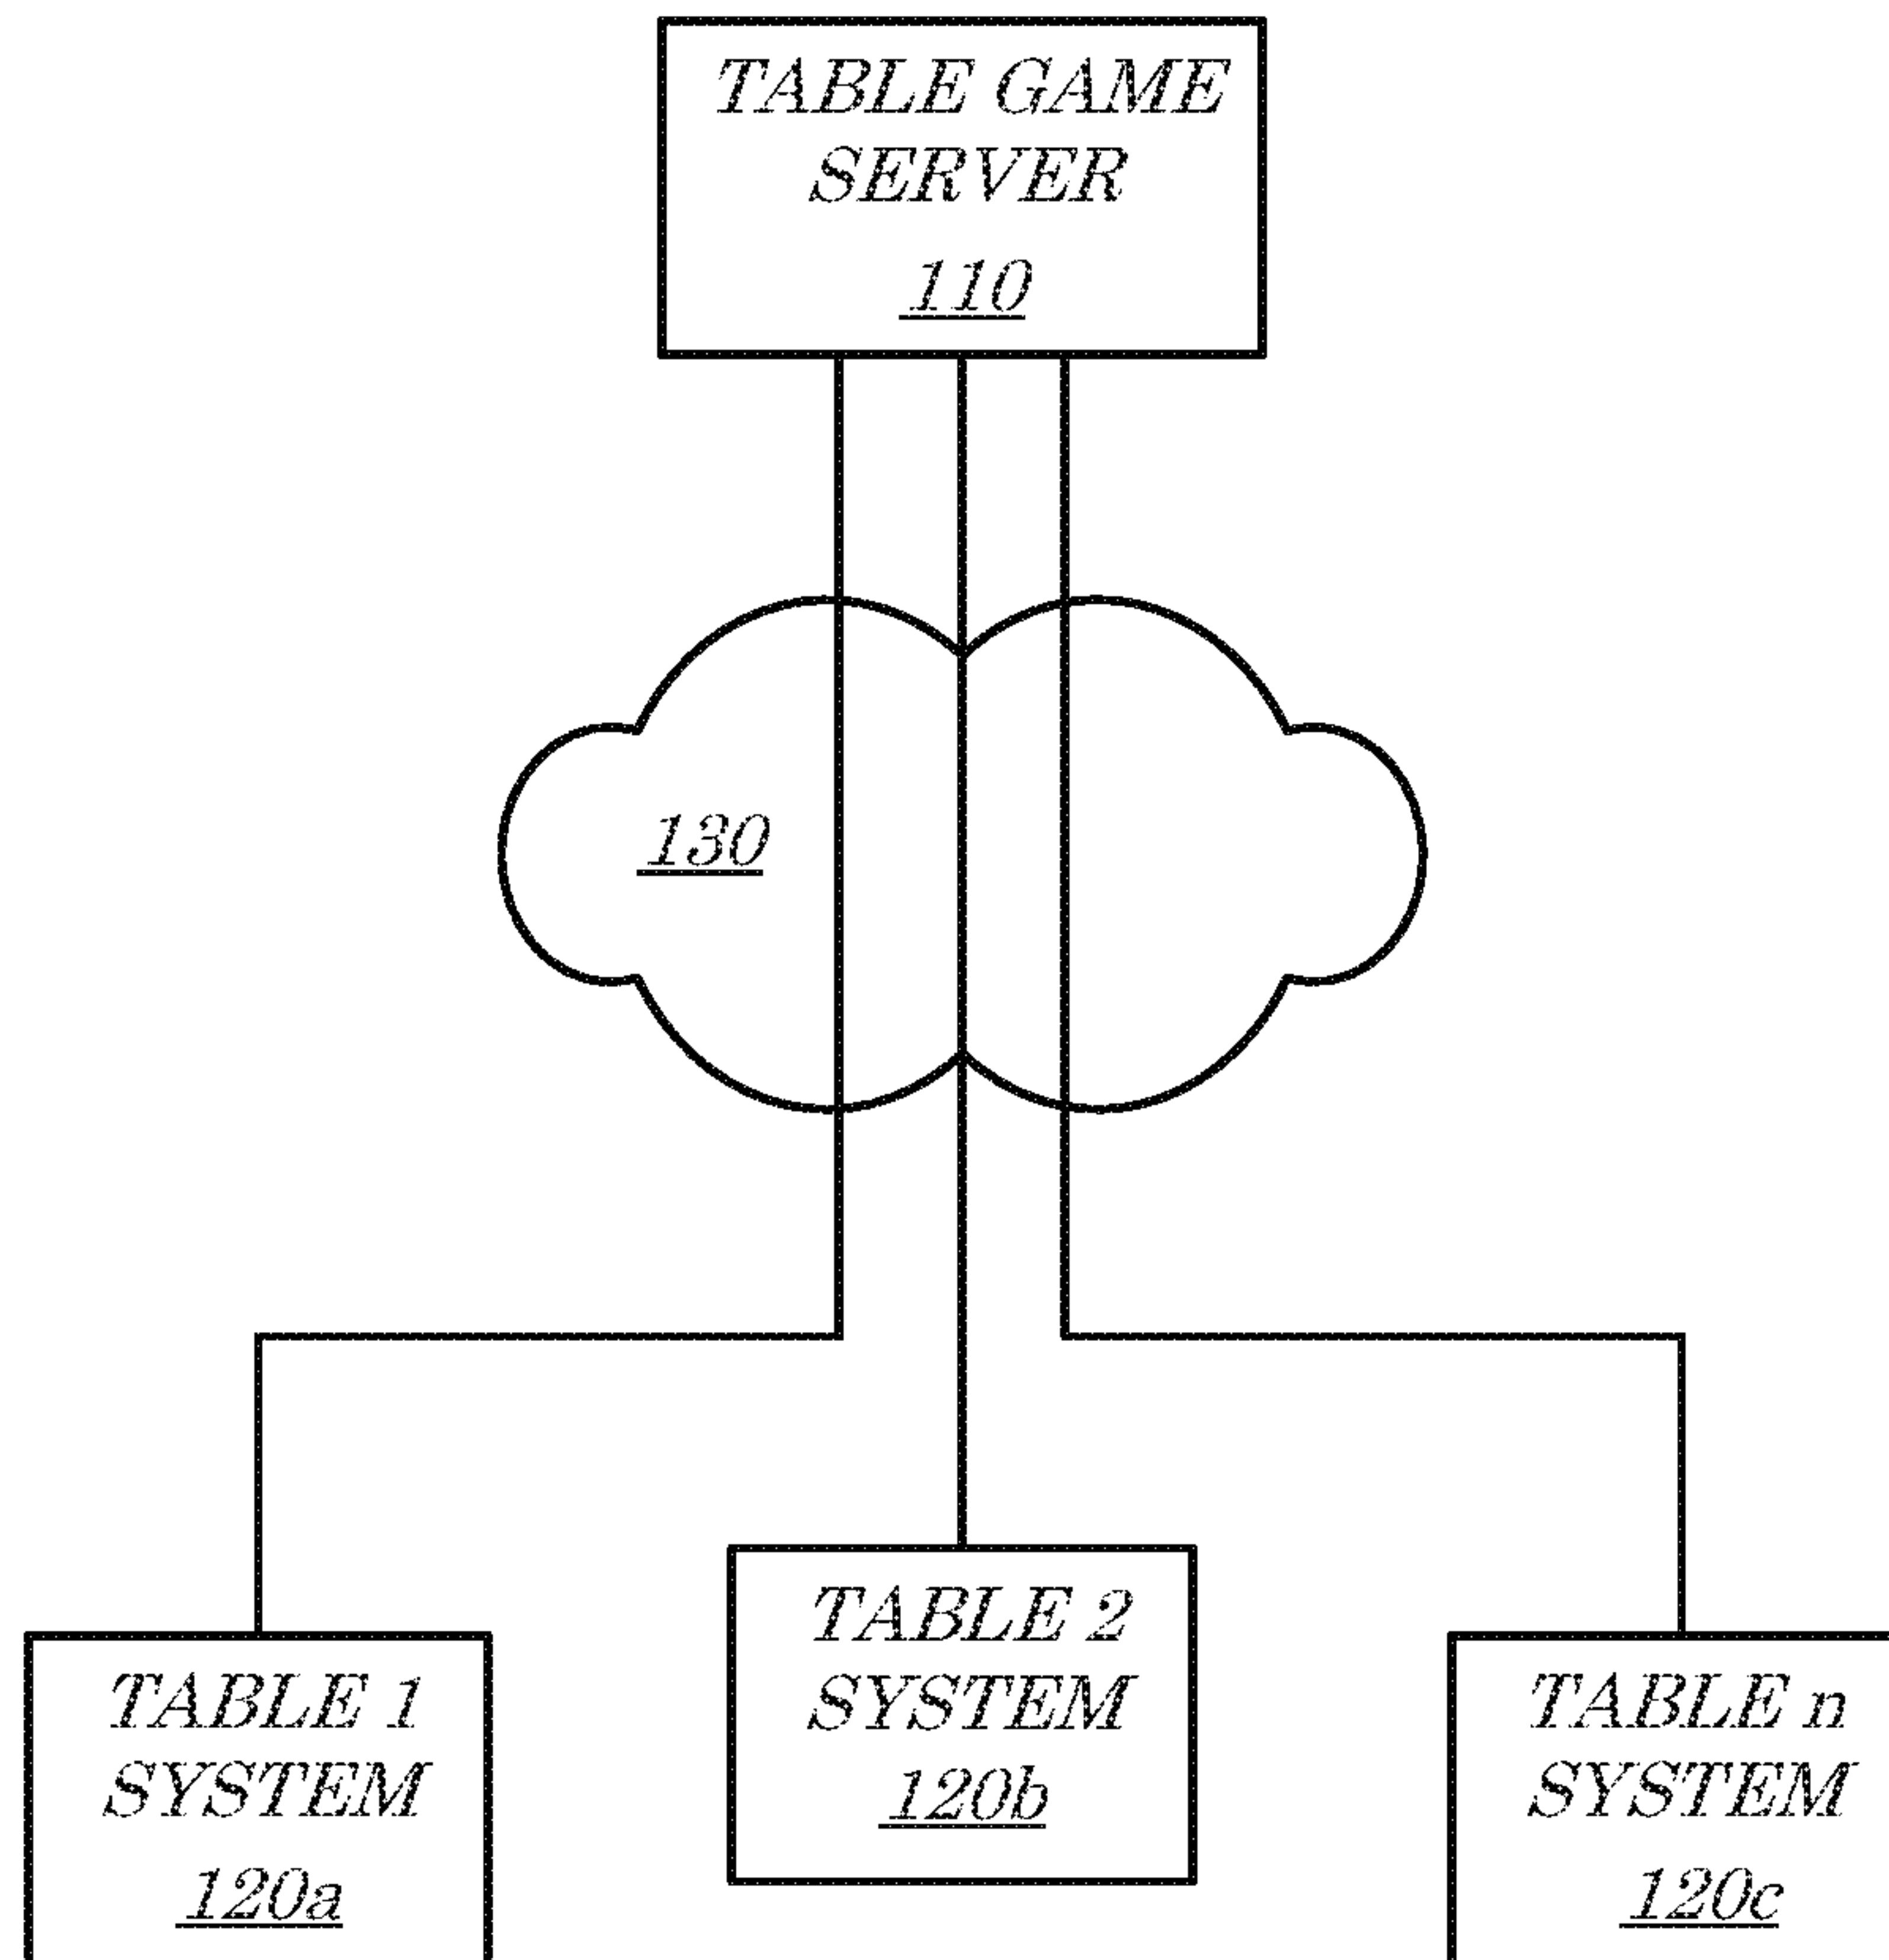 TABLE GAME
SERVER
110
130
TABLE 1
SYSTEM
120a
TABLE 2
SYSTEM
120b
TABLE n
SYSTEM
120c